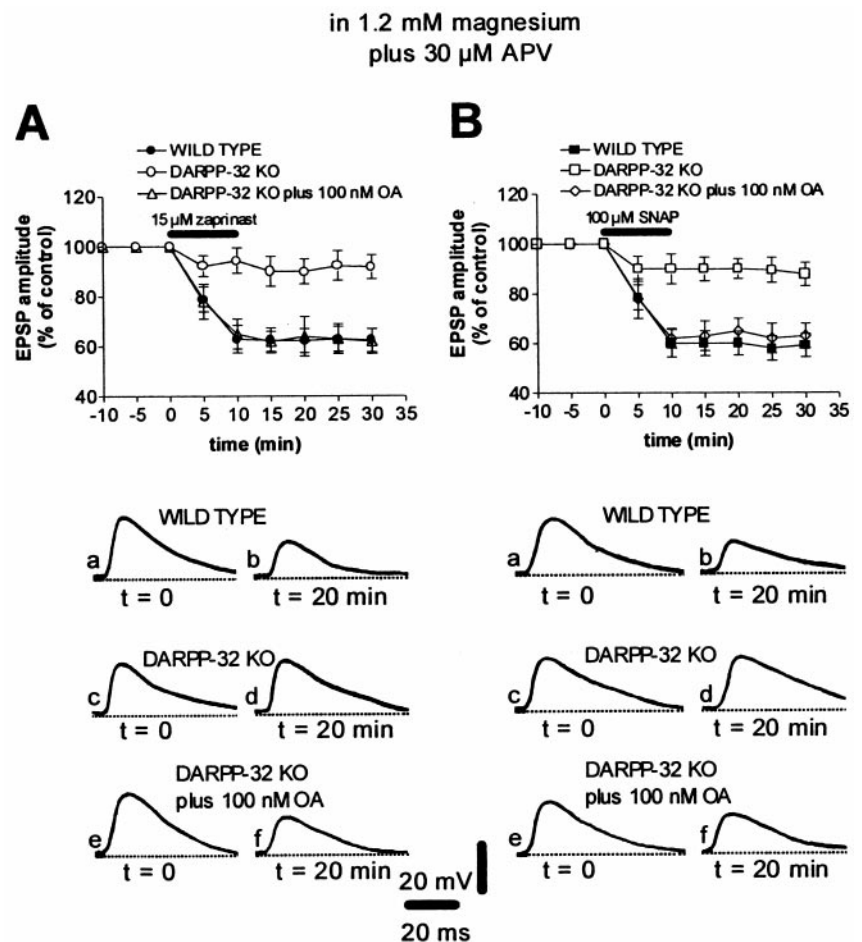 in 1.2 mM magnesium
plus 30 µM APV
A
WILD TYPE
DARPP-32 KO
DARPP-32 KO plus 100 nM OA
15 µM zaprinast
EPSP amplitude
(% of control)
120
100
80
60
40
-10 -5 0 5 10 15 20 25 30 35
time (min)
B
WILD TYPE
DARPP-32 KO
DARPP-32 KO plus 100 nM OA
100 µM SNAP
EPSP amplitude
(% of control)
120
100
80
60
40
-10 -5 0 5 10 15 20 25 30 35
time (min)
WILD TYPE
a b
t = 0 t = 20 min
DARPP-32 KO
c d
t = 0 t = 20 min
DARPP-32 KO
plus 100 nM OA
e f
t = 0 t = 20 min
WILD TYPE
a b
t = 0 t = 20 min
DARPP-32 KO
c d
t = 0 t = 20 min
DARPP-32 KO
plus 100 nM OA
e f
t = 0 t = 20 min
20 mV
20 ms